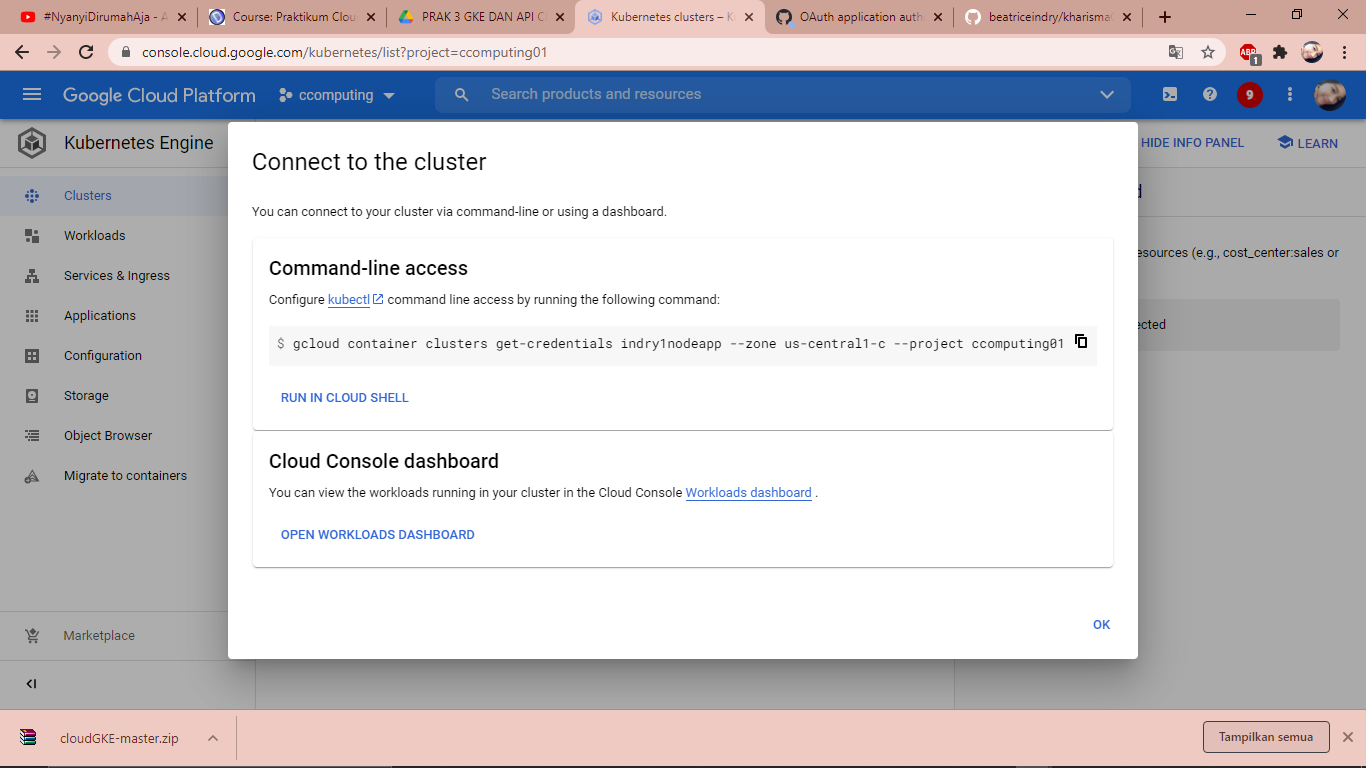 #NyanyiDirumahAja - A
Course: Praktikum Clou
PRAK 3 GKE DAN API C
Kubernetes clusters – K
OAuth application auth
beatriceindry/kharisma
console.cloud.google.com/kubernetes/list?project=ccomputing01
ABP
1
Google Cloud Platform
ccomputing
Search products and resources
9
Kubernetes Engine
HIDE INFO PANEL
LEARN
Clusters
Workloads
Services & Ingress
Applications
Configuration
Storage
Object Browser
Migrate to containers
Marketplace
Connect to the cluster
You can connect to your cluster via command-line or using a dashboard.
Command-line access
Configure kubectl command line access by running the following command:
$ gcloud container clusters get-credentials indry1nodeapp --zone us-central1-c --project ccomputing01
RUN IN CLOUD SHELL
Cloud Console dashboard
You can view the workloads running in your cluster in the Cloud Console Workloads dashboard .
OPEN WORKLOADS DASHBOARD
OK
d
esources (e.g., cost_center:sales or
ected
cloudGKE-master.zip
Tampilkan semua